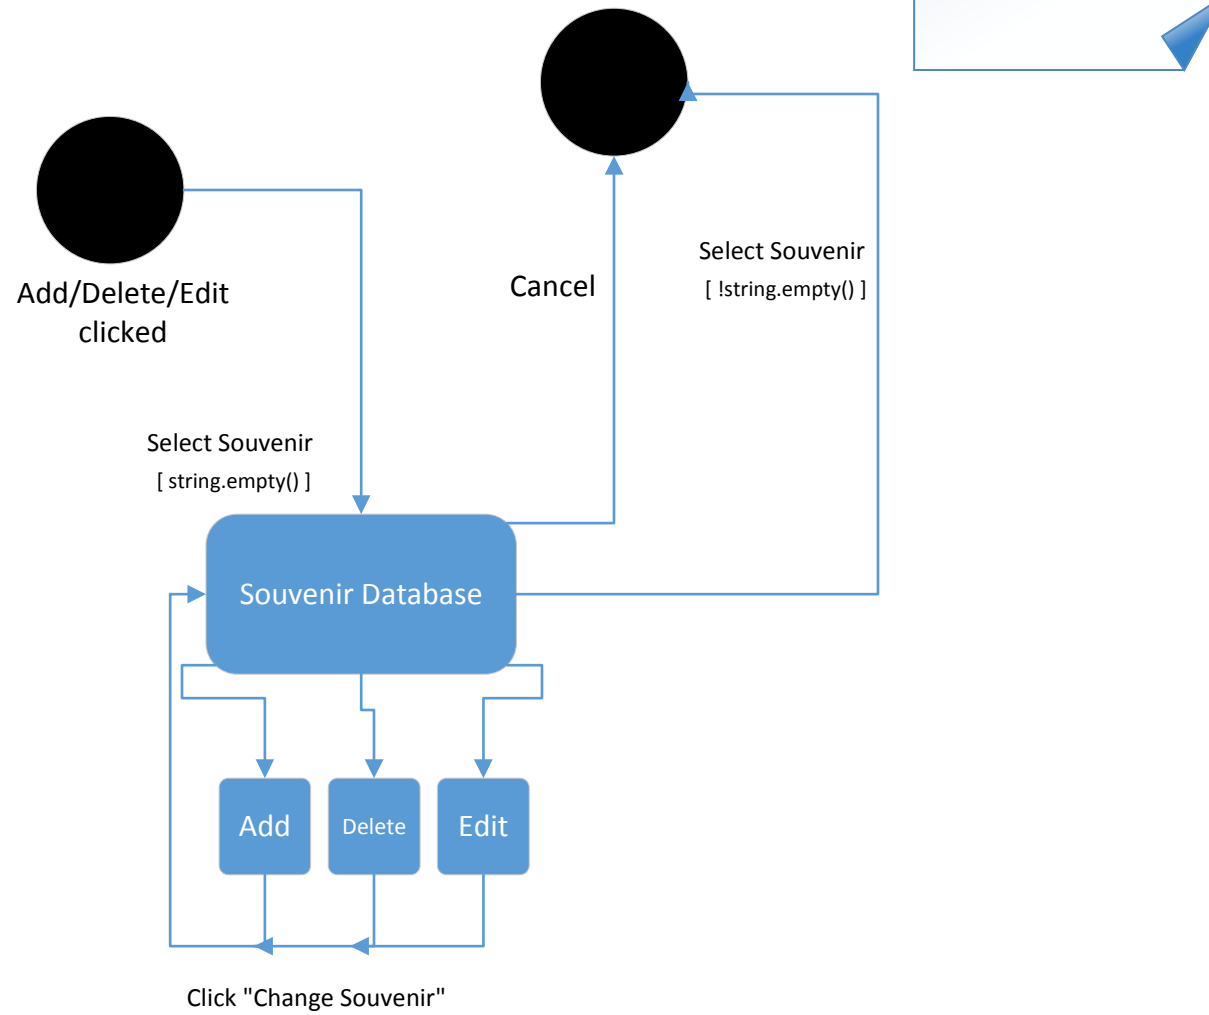 Add/Delete/Edit
clicked
Cancel
Select Souvenir
[ !string.empty() ]
Select Souvenir
[ string.empty() ]
Souvenir Database
Add
Delete
Edit
Click "Change Souvenir"